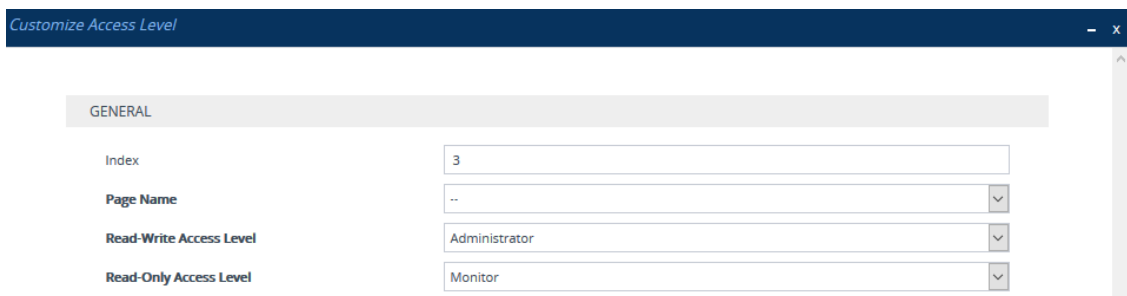 Customize Access Level
– x
GENERAL
Index 3
Page Name --
Read-Write Access Level Administrator
Read-Only Access Level Monitor